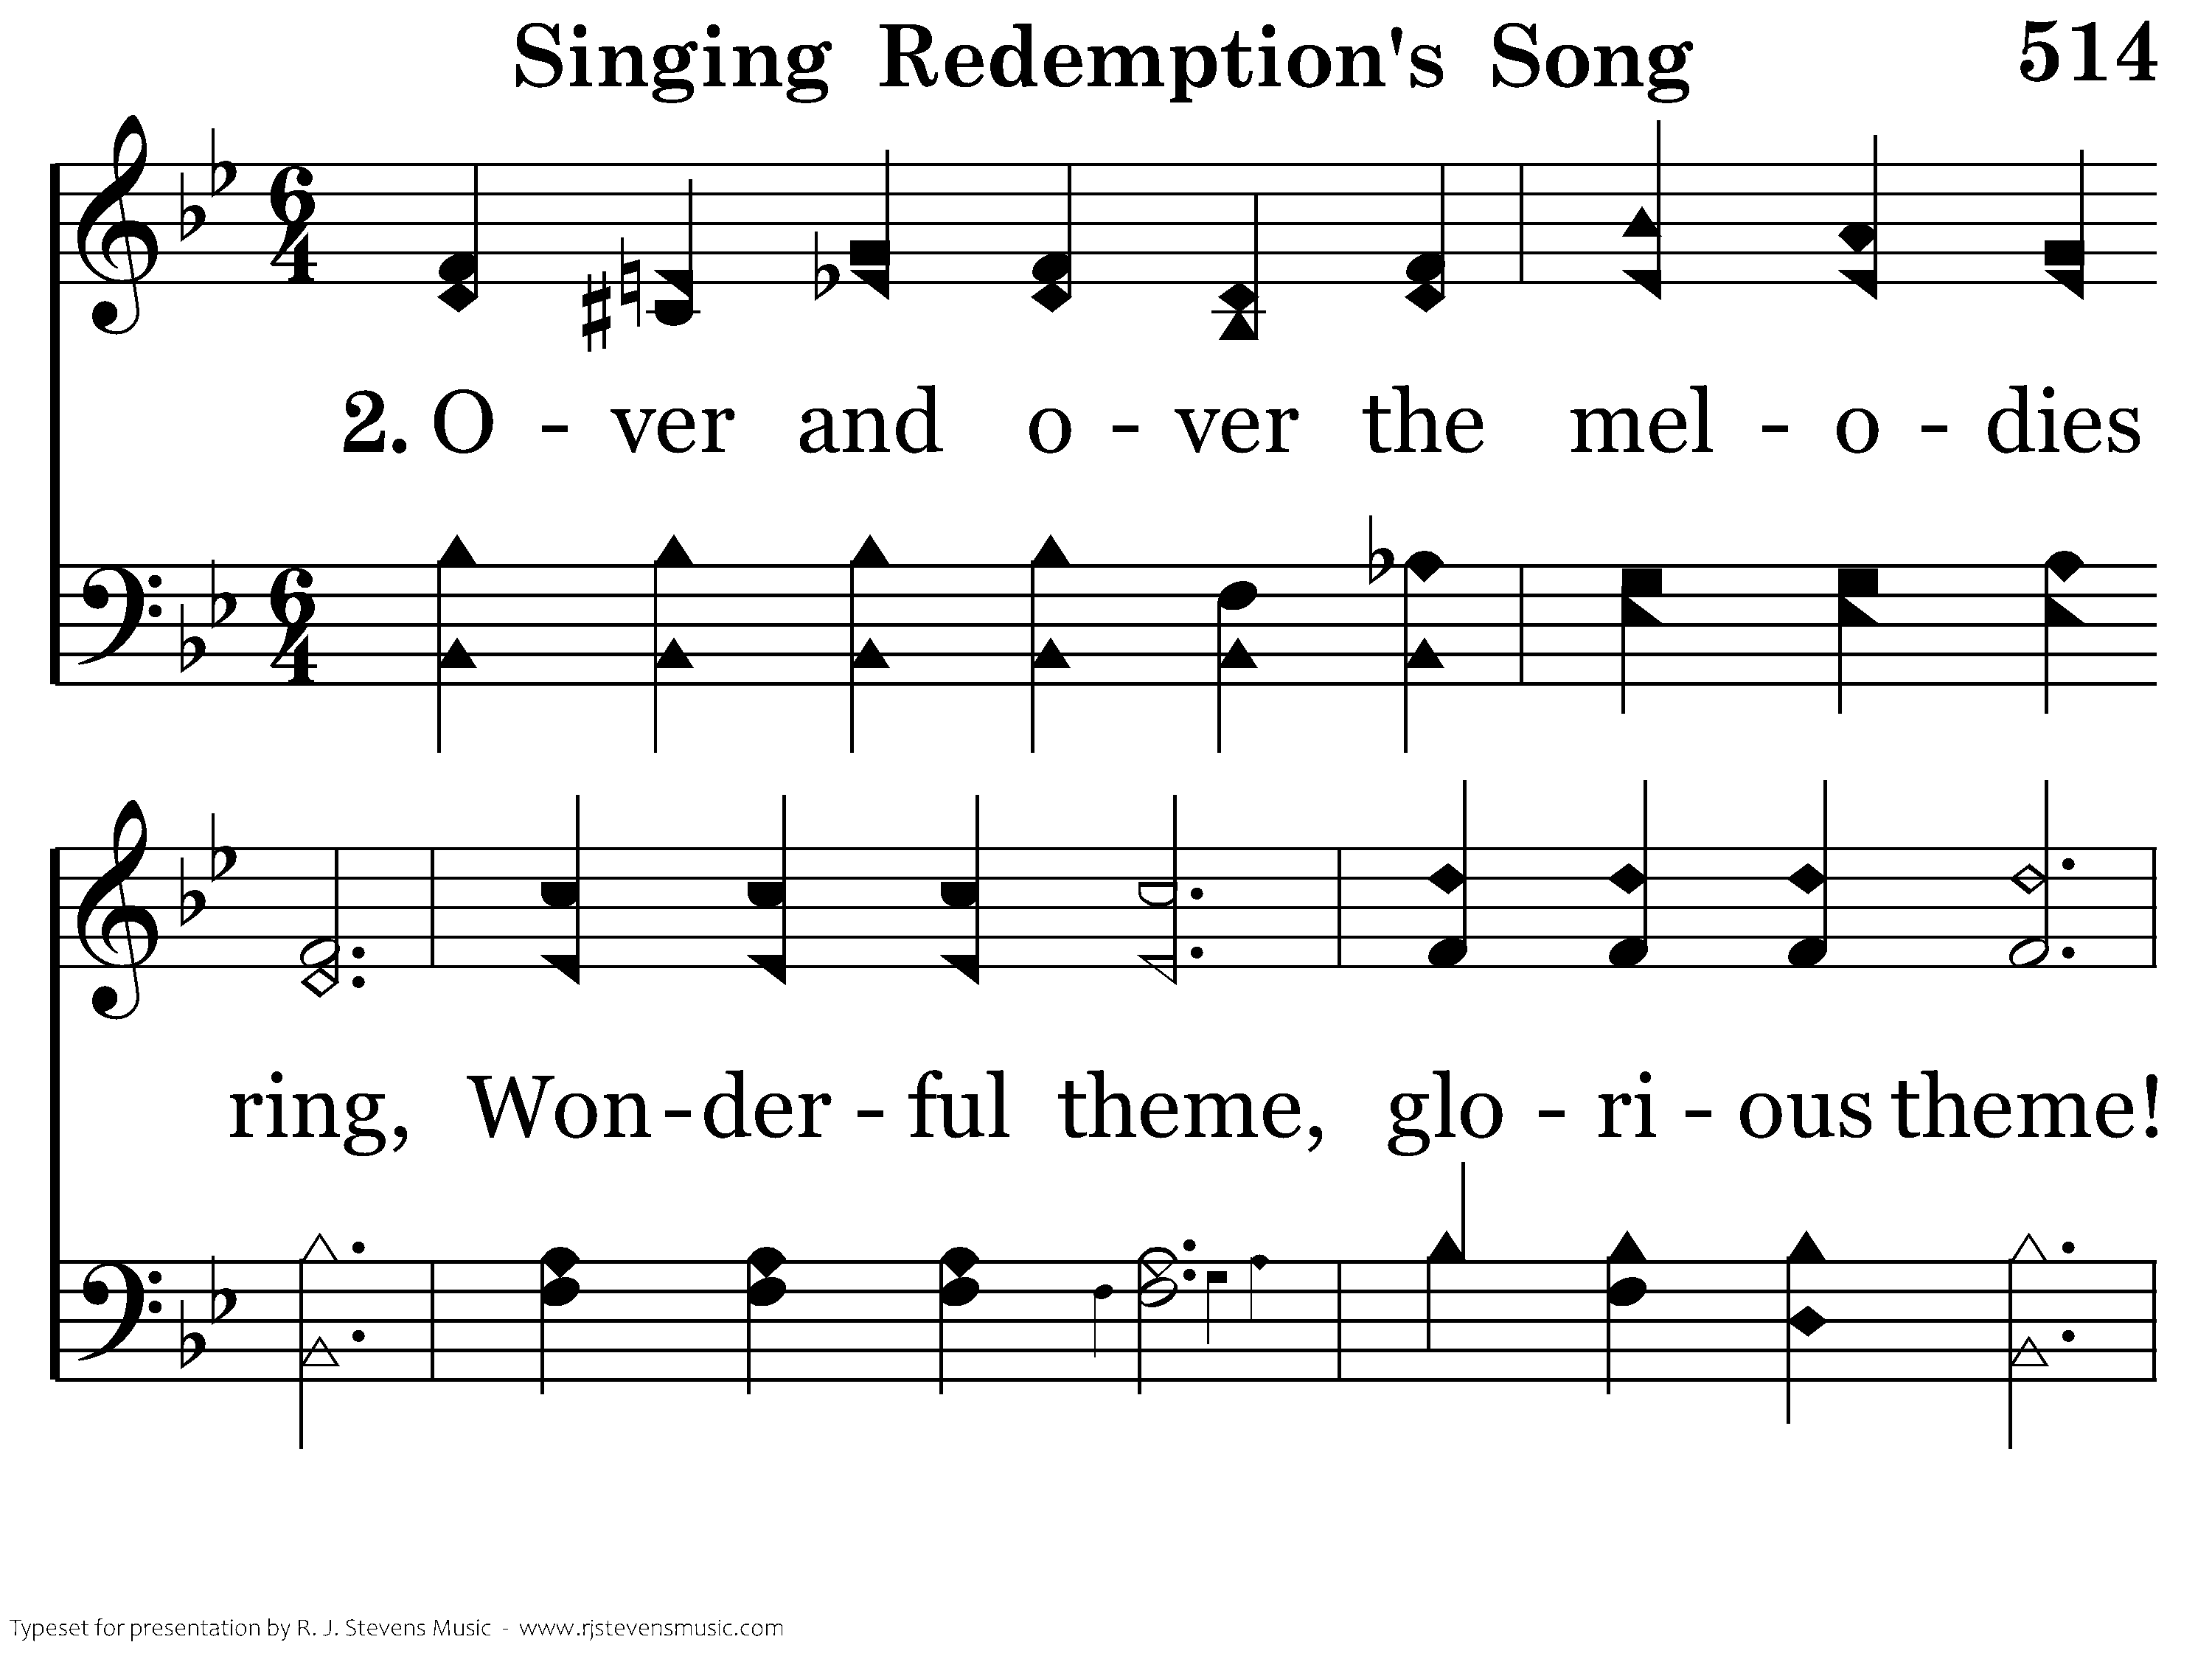 Singing Redemption's Song 514
2. O - ver and o - ver the mel - o - dies
ring, Won - der - ful theme, glo - ri - ous theme!
Typeset for presentation by R. J. Stevens Music - www.rjstevensmusic.com